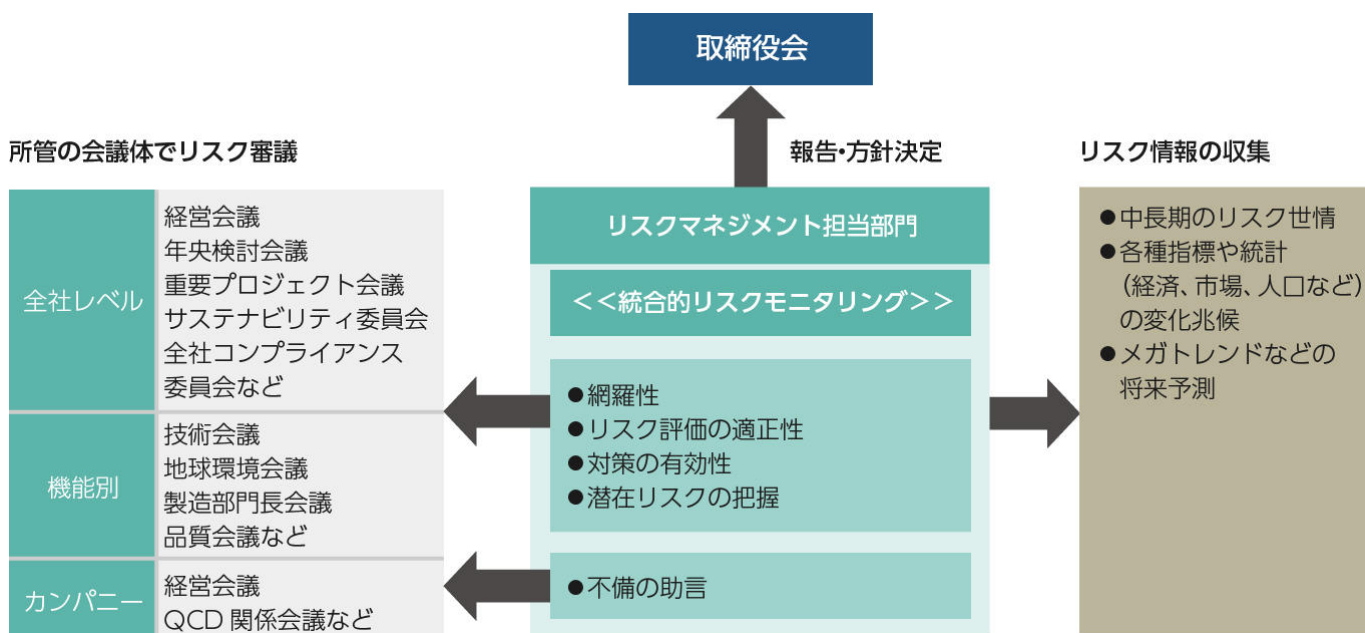 取締役会
報告・方針決定
所管の会議体でリスク審議
全社レベル
経営会議
年央検討会議
重要プロジェクト会議
サステナビリティ委員会
全社コンプライアンス
委員会など
機能別
技術会議
地球環境会議
製造部門長会議
品質会議など
カンパニー
経営会議
QCD 関係会議など
リスクマネジメント担当部門
＜＜統合的リスクモニタリング＞＞
●網羅性
●リスク評価の適正性
●対策の有効性
●潜在リスクの把握
●不備の助言
リスク情報の収集
●中長期のリスク世情
●各種指標や統計
（経済、市場、人口など）
の変化兆候
●メガトレンドなどの
将来予測